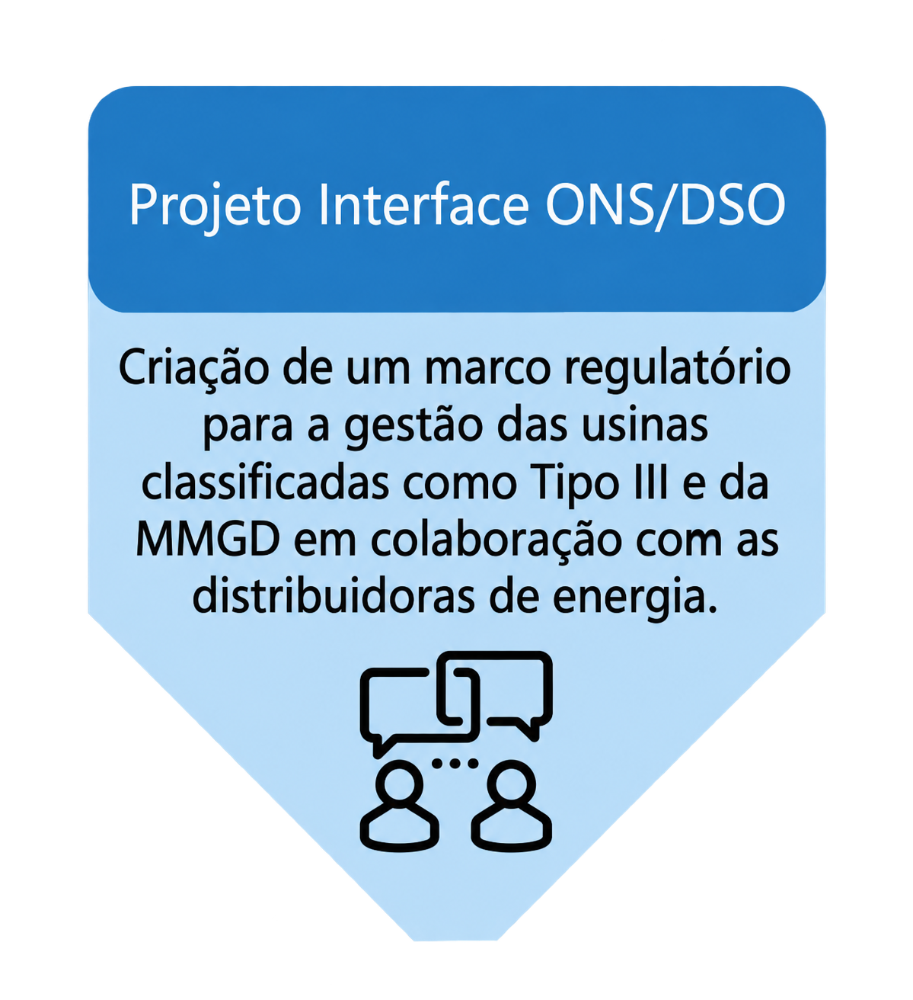 Projeto Interface ONS/DSO
Criação de um marco regulatório
para a gestão das usinas
classificadas como Tipo III e da
MMGD em colaboração com as
distribuidoras de energia.